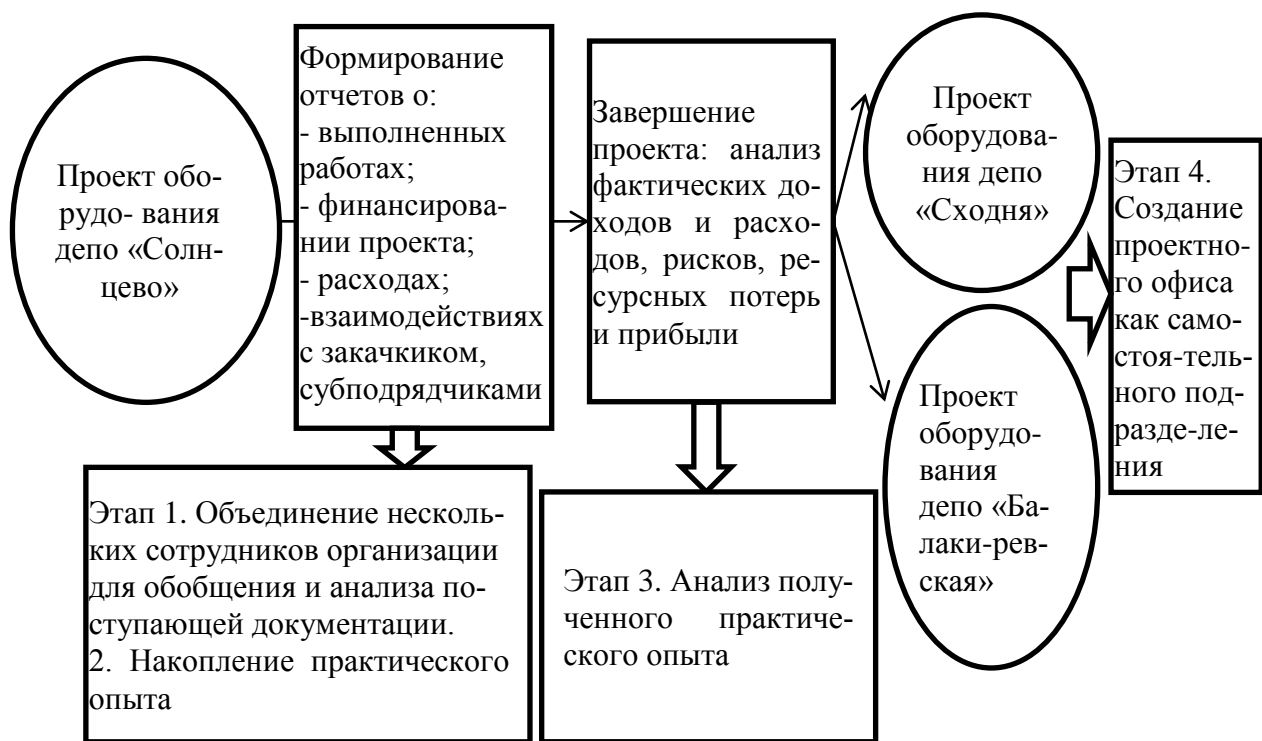 Проект обо-
рудо- вания
депо «Солн-
цево»
Формирование
отчетов о:
- выполненных
работах;
- финансирова-
нии проекта;
- расходах;
-взаимодействиях
с закачкиком,
субподрядчиками
Завершение
проекта: анализ
фактических до-
ходов и расхо-
дов, рисков, ре-
сурсных потерь
и прибыли
Проект
оборудова-
ния депо
«Сходня»
Проект
оборудо-
вания
депо «Ба-
лаки-рев-
ская»
Этап 4.
Создание
проектно-
го офиса
как само-
стоя-тель-
ного под-
разде-ле-
ния
Этап 1. Объединение несколь-
ких сотрудников организации
для обобщения и анализа по-
ступающей документации.
2. Накопление практического
опыта
Этап 3. Анализ полу-
ченного практиче-
ского опыта